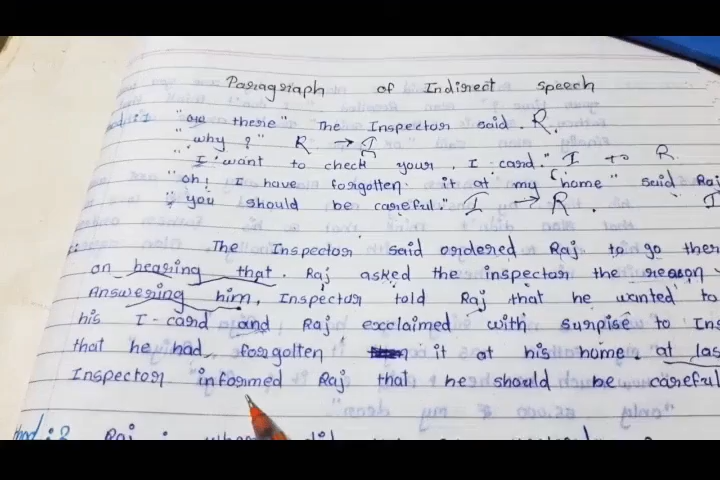 Paragraph of Indirect speech
"Go there" The Inspector said. R.
"Why?" R → I
"I want to check your I-card." I to R
"oh! I have forgotten it at my home" said Raj
"you should be careful." I → R. I
The Inspector said ordered Raj to go ther
on hearing that. Raj asked the inspector the reason
Answering him, Inspector told Raj that he wanted to
his I-card and Raj exclaimed with surpise to Ins
that he had forgotten it at his home. at las
Inspector informed Raj that he should be careful